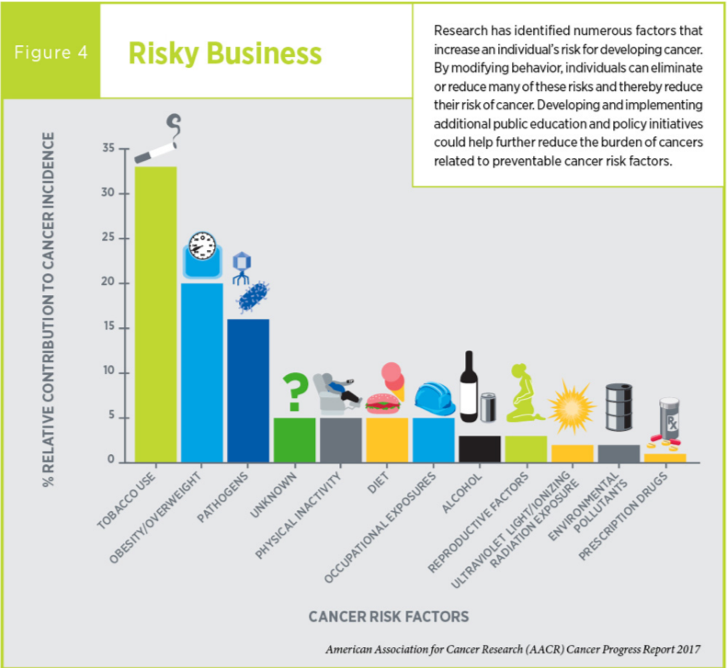 Figure 4
Risky Business
Research has identified numerous factors that
increase an individual's risk for developing cancer.
By modifying behavior, individuals can eliminate
or reduce many of these risks and thereby reduce
their risk of cancer. Developing and implementing
additional public education and policy initiatives
could help further reduce the burden of cancers
related to preventable cancer risk factors.
% RELATIVE CONTRIBUTION TO CANCER INCIDENCE
35
30
25
20
15
10
5
0
?
RX
TOBACCO USE
OBESITY/OVERWEIGHT
PATHOGENS
UNKNOWN
PHYSICAL INACTIVITY
DIET
OCCUPATIONAL EXPOSURES
ALCOHOL
REPRODUCTIVE FACTORS
ULTRAVIOLET LIGHT/IONIZING
RADIATION EXPOSURE
ENVIRONMENTAL
POLLUTANTS
PRESCRIPTION DRUGS
CANCER RISK FACTORS
American Association for Cancer Research (AACR) Cancer Progress Report 2017